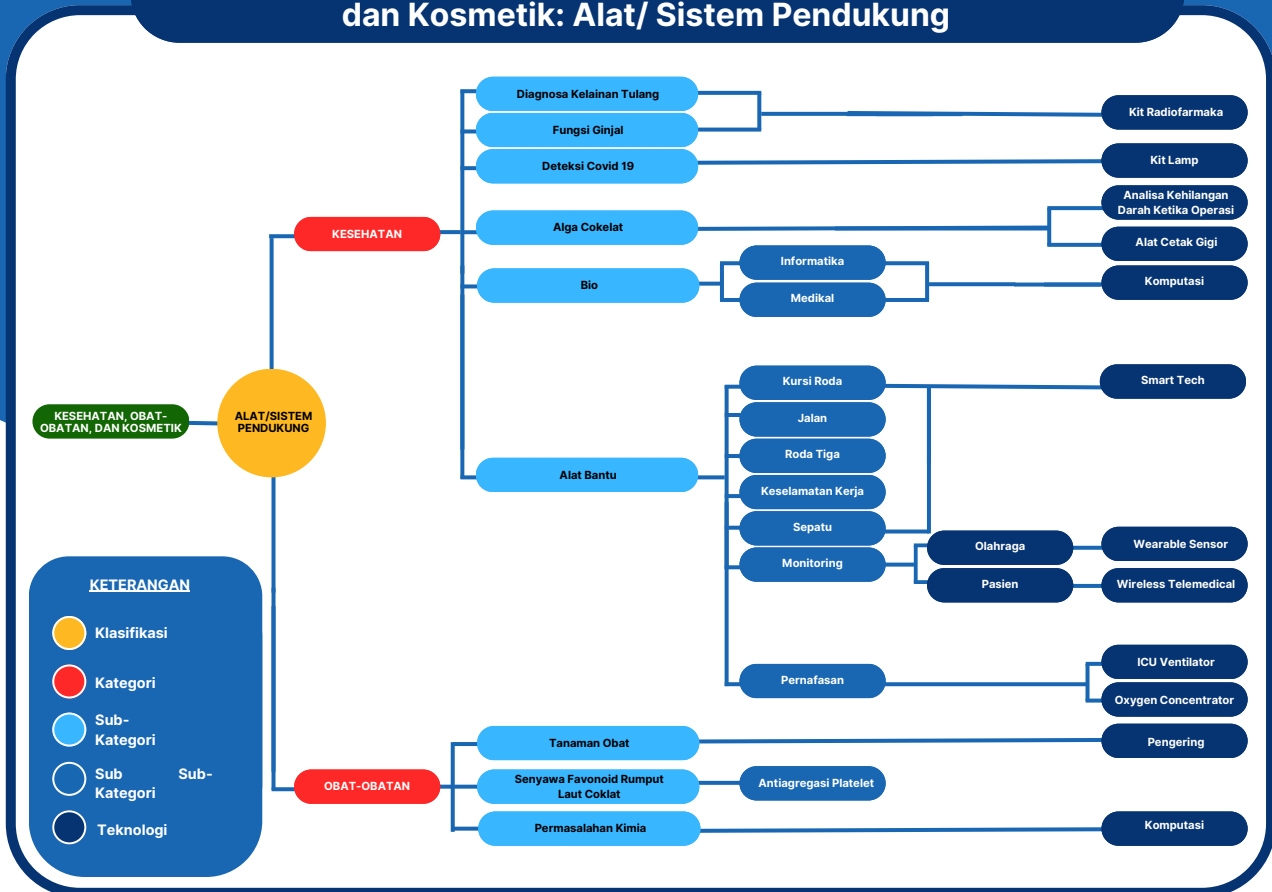 dan Kosmetik: Alat/ Sistem Pendukung
Diagnosa Kelainan Tulang
Fungsi Ginjal
Kit Radiofarmaka
Deteksi Covid 19
Kit Lamp
KESEHATAN
Alga Cokelat
Analisa Kehilangan
Darah Ketika Operasi
Alat Cetak Gigi
Bio
Informatika
Medikal
Komputasi
KESEHATAN, OBAT-
OBATAN, DAN KOSMETIK
ALAT/SISTEM
PENDUKUNG
Alat Bantu
Kursi Roda
Smart Tech
Jalan
Roda Tiga
Keselamatan Kerja
Sepatu
Monitoring
Olahraga
Wearable Sensor
Pasien
Wireless Telemedical
Pernafasan
ICU Ventilator
Oxygen Concentrator
OBAT-OBATAN
Tanaman Obat
Pengering
Senyawa Favonoid Rumput
Laut Coklat
Antiagregasi Platelet
Permasalahan Kimia
Komputasi
KETERANGAN
Klasifikasi
Kategori
Sub-
Kategori
Sub Sub-
Kategori
Teknologi